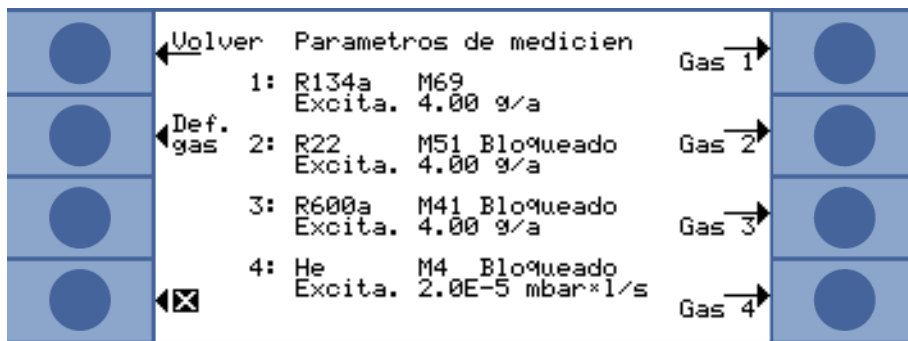 Volver Parametros de medicien
Gas 1
1: R134a M69
Excita. 4.00 g/a
Def.
gas
2: R22 M51 Bloqueado
Excita. 4.00 g/a
Gas 2
3: R600a M41 Bloqueado
Excita. 4.00 g/a
Gas 3
4: He M4 Bloqueado
Excita. 2.0E-5 mbar×l/s
Gas 4